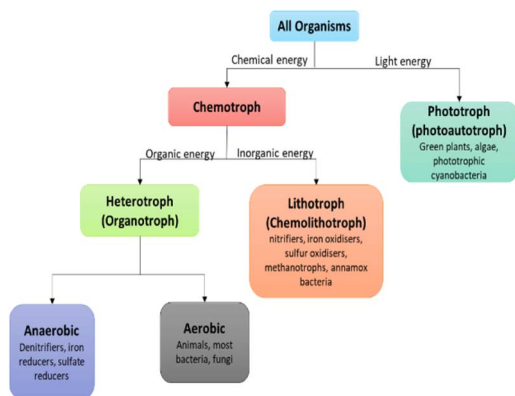 All Organisms
Chemical energy
Light energy
Chemotroph
Phototroph
(photoautotroph)
Green plants, algae,
phototrophic
cyanobacteria
Organic energy
Inorganic energy
Heterotroph
(Organotroph)
Lithotroph
(Chemolithotroph)
nitrifiers, iron oxidisers,
sulfur oxidisers,
methanotrophs, annamox
bacteria
Anaerobic
Denitrifiers, iron
reducers, sulfate
reducers
Aerobic
Animals, most
bacteria, fungi